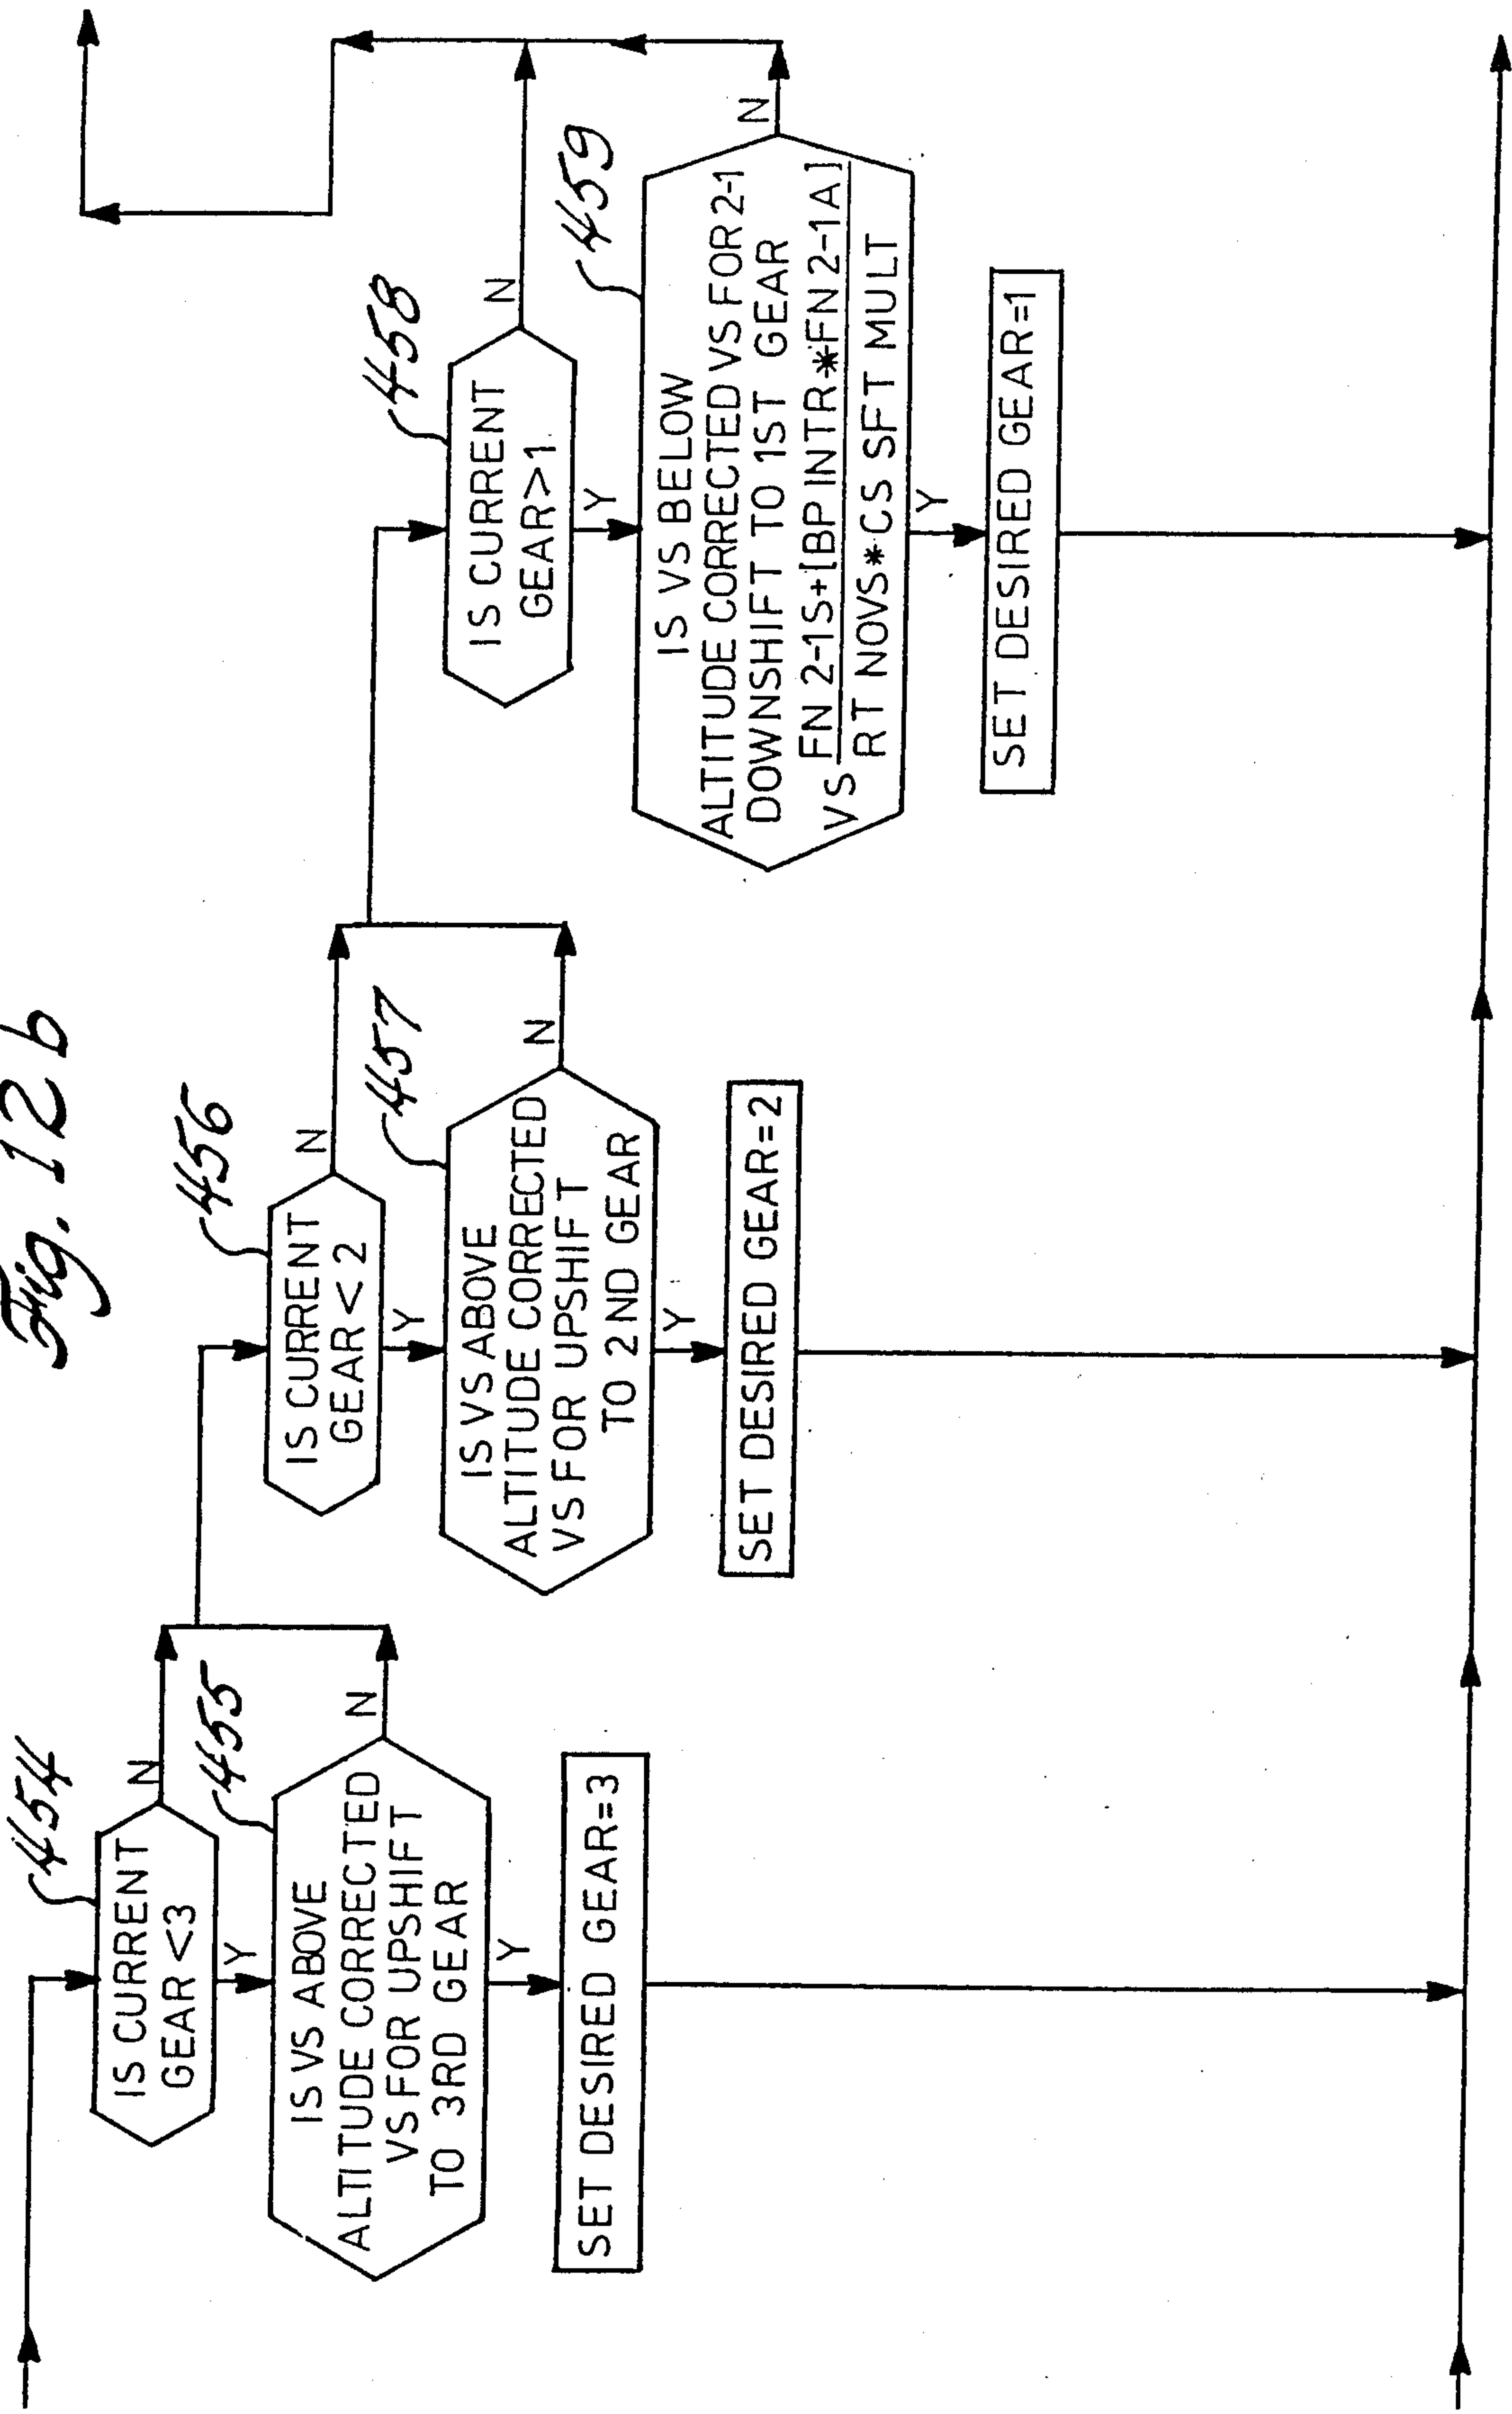 Fig. 12b
454
IS CURRENT
GEAR<3
N
Y
455
IS VS ABOVE
ALTITUDE CORRECTED
VS FOR UPSHIFT
TO 3RD GEAR
N
Y
SET DESIRED GEAR=3
456
IS CURRENT
GEAR<2
N
Y
457
IS VS ABOVE
ALTITUDE CORRECTED
VS FOR UPSHIFT
TO 2ND GEAR
N
Y
SET DESIRED GEAR=2
458
IS CURRENT
GEAR>1
N
Y
459
IS VS BELOW
ALTITUDE CORRECTED VS FOR 2-1
DOWNSHIFT TO 1ST GEAR
VS FN 2-1S+[BP INTR*FN 2-1A]
RT NOVS*CS SFT MULT
N
Y
SET DESIRED GEAR=1